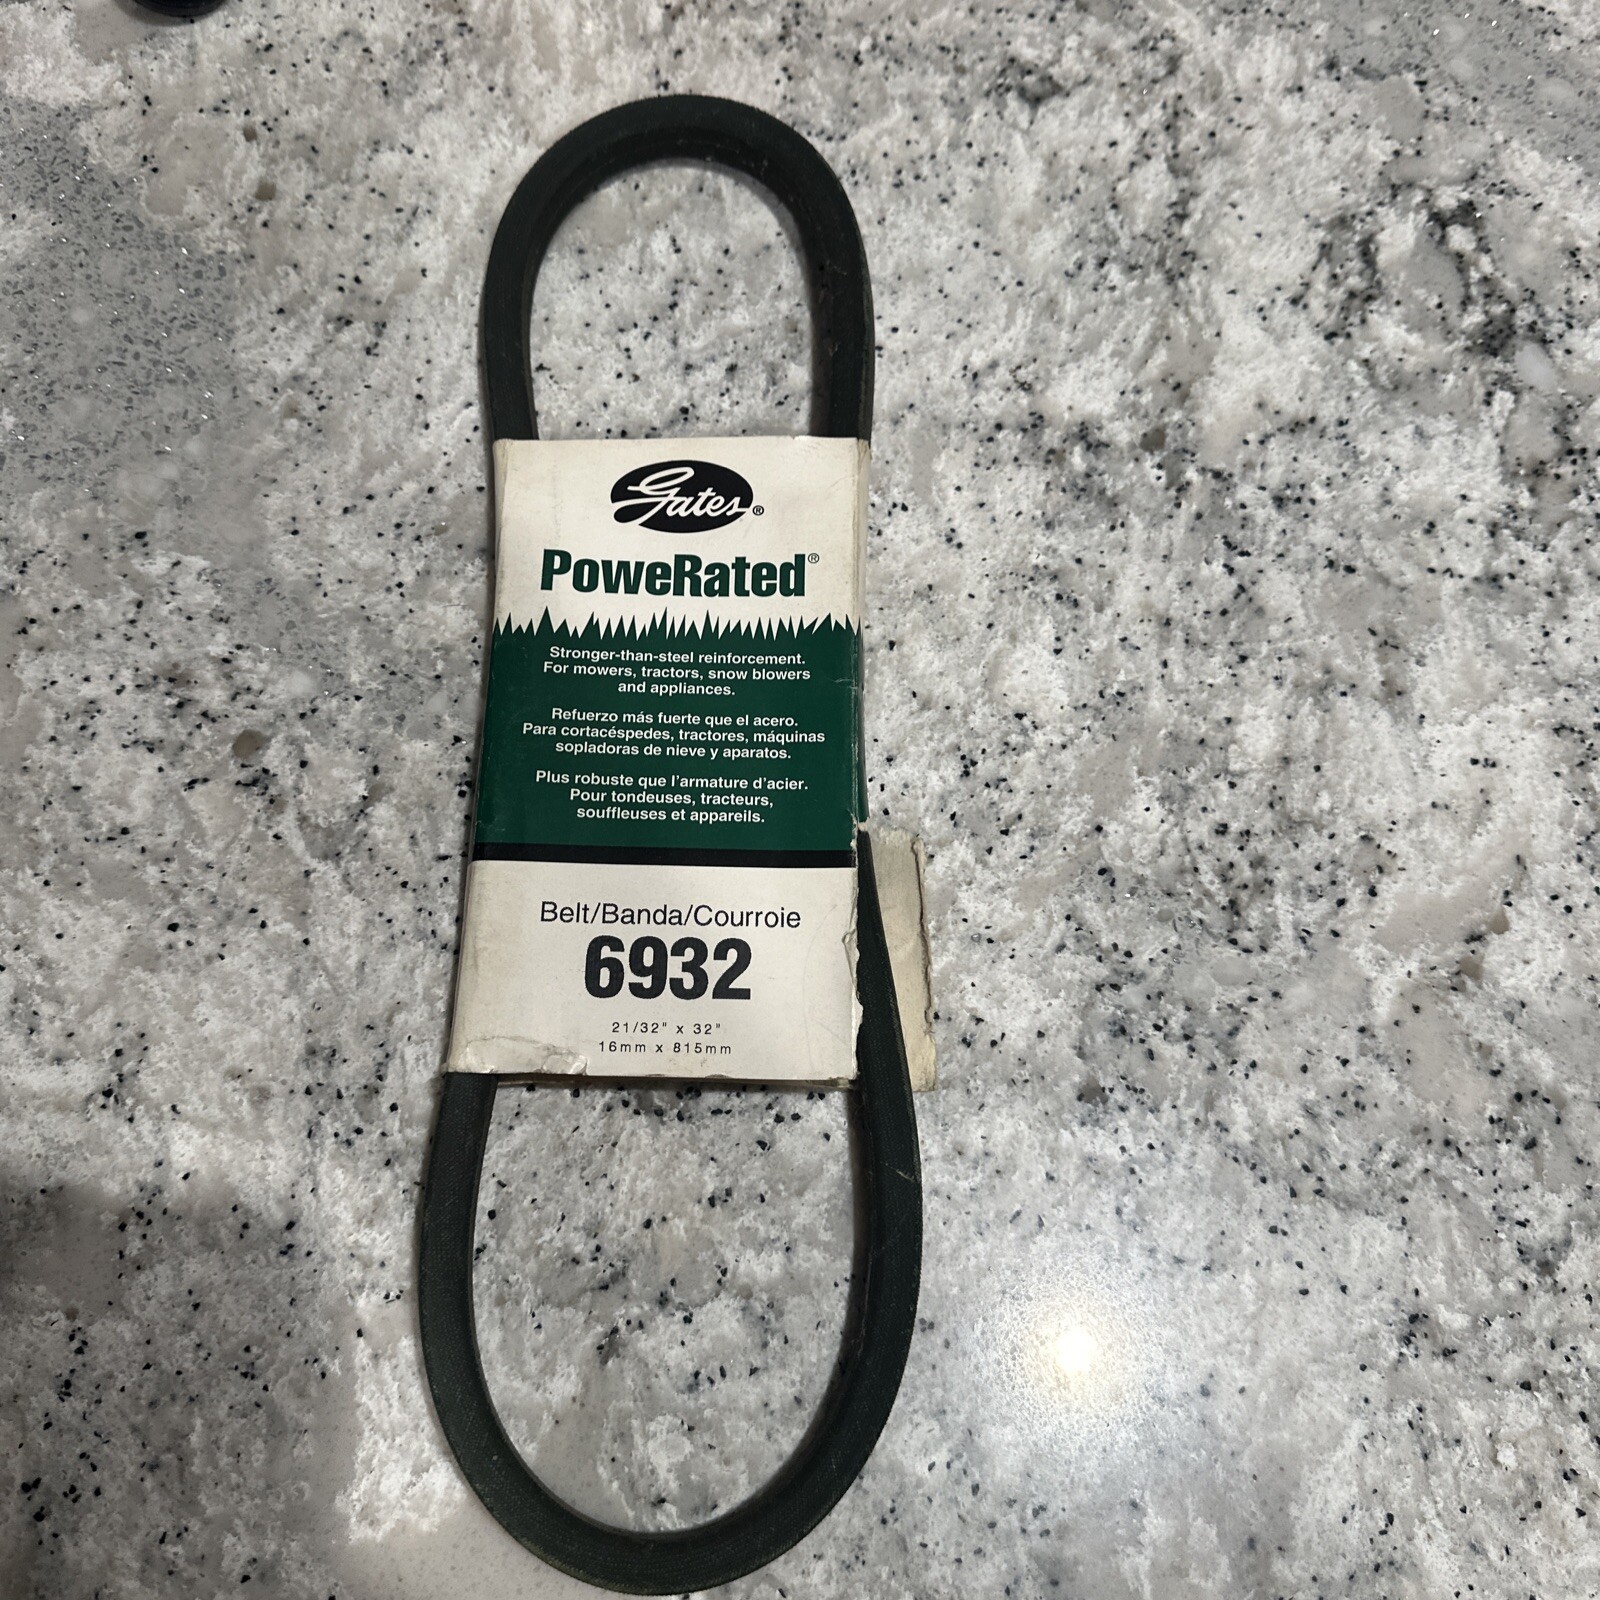 Gates®
PoweRated®
Stronger-than-steel reinforcement.
For mowers, tractors, snow blowers
and appliances.
Refuerzo más fuerte que el acero.
Para cortacéspedes, tractores, máquinas
sopladoras de nieve y aparatos.
Plus robuste que l'armature d'acier.
Pour tondeuses, tracteurs,
souffleuses et appareils.
Belt/Banda/Courroie
6932
21/32" x 32"
16mm x 815mm